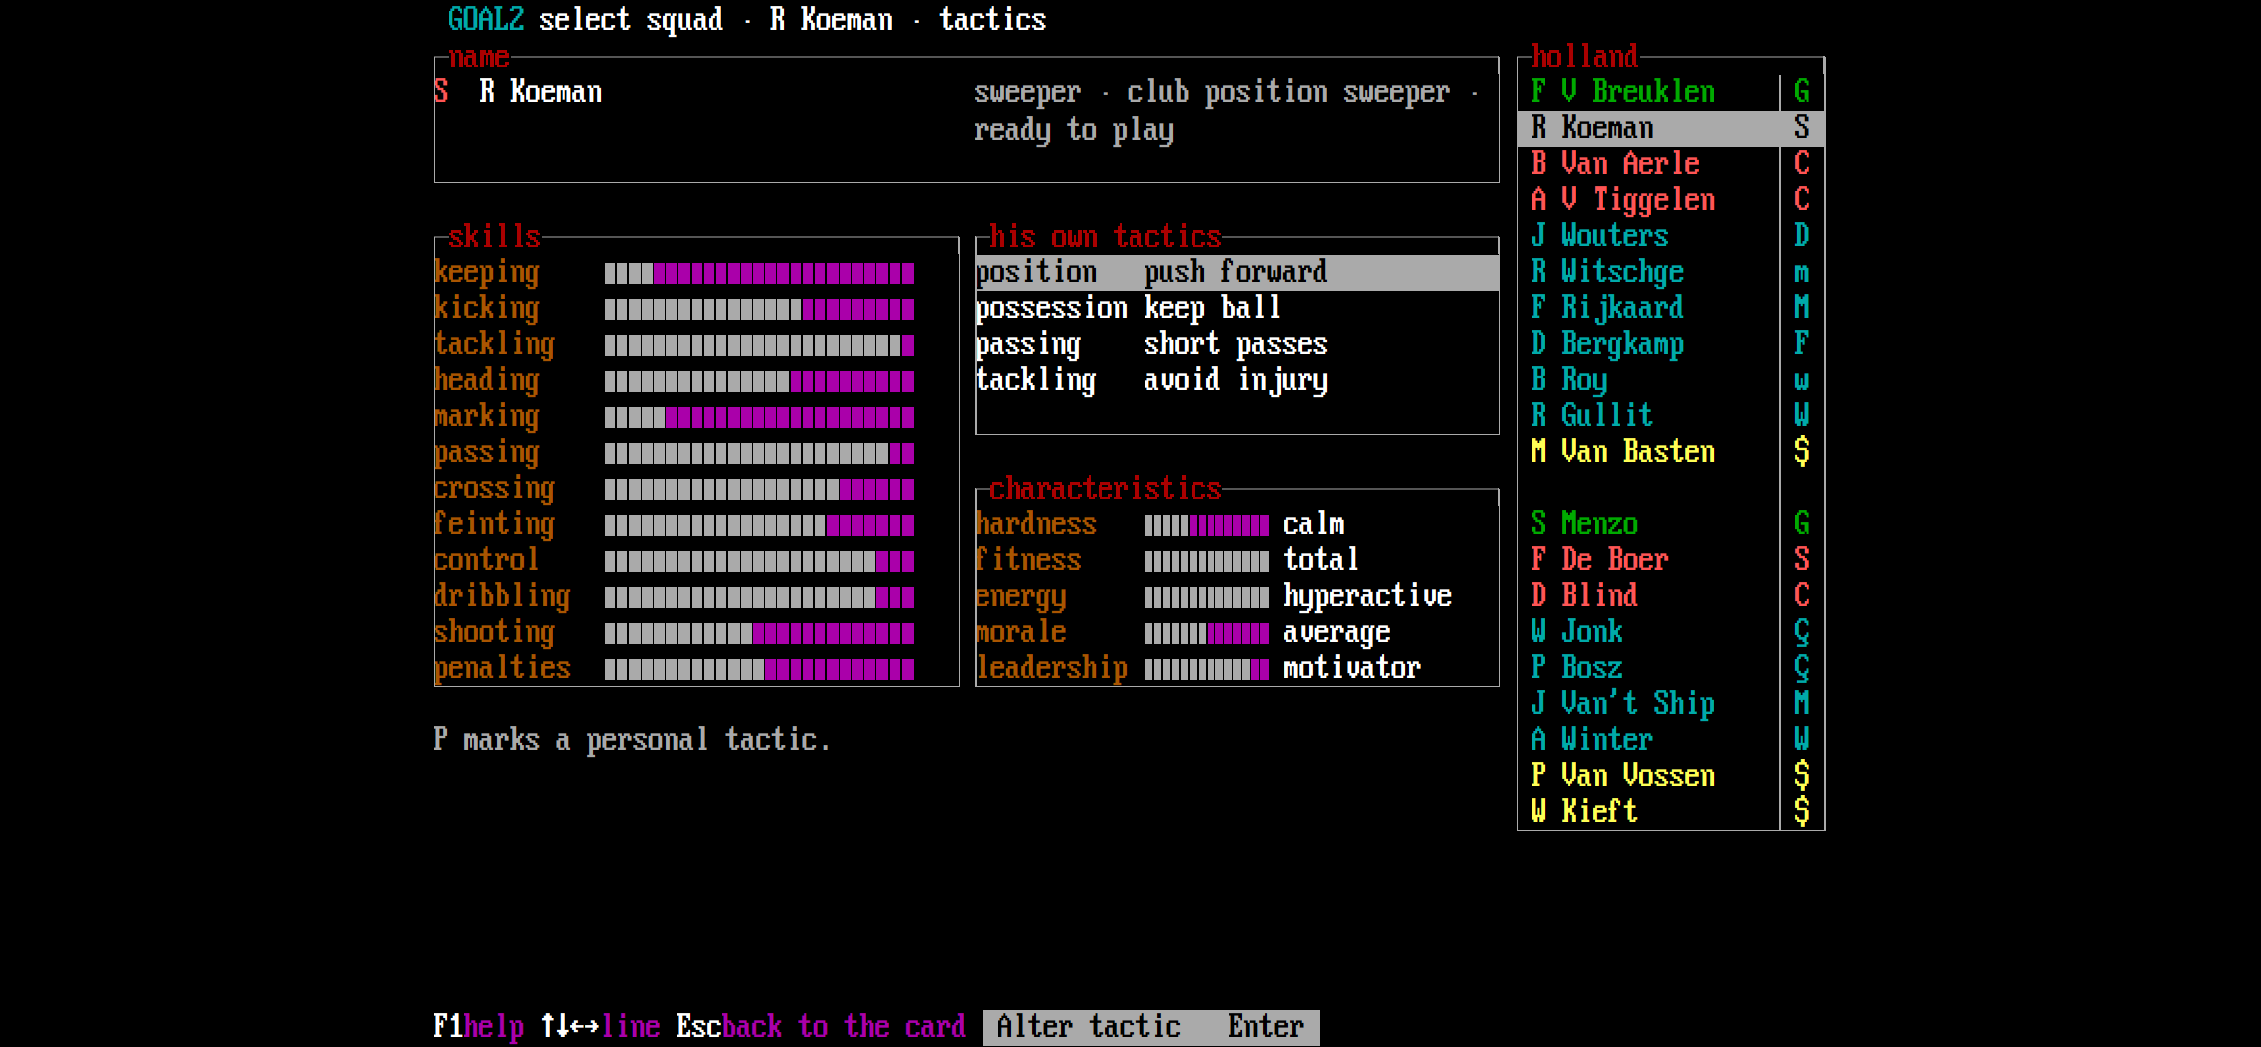 GOAL2 select squad · R Koeman · tactics
name
S R Koeman
sweeper · club position sweeper ·
ready to play
skills
keeping
kicking
tackling
heading
marking
passing
crossing
feinting
control
dribbling
shooting
penalties
his own tactics
position push forward
possession keep ball
passing short passes
tackling avoid injury
characteristics
hardness calm
fitness total
energy hyperactive
morale average
leadership motivator
holland
F V Breuklen G
R Koeman S
B Van Aerle C
A V Tiggelen C
J Wouters D
R Witschge m
F Rijkaard M
D Bergkamp F
B Roy w
R Gullit W
M Van Basten $
S Menzo G
F De Boer S
D Blind C
W Jonk Ç
P Bosz Ç
J Van't Ship M
A Winter W
P Van Vossen $
W Kieft $
P marks a personal tactic.
F1help ↑↓←→line Escback to the card Alter tactic Enter